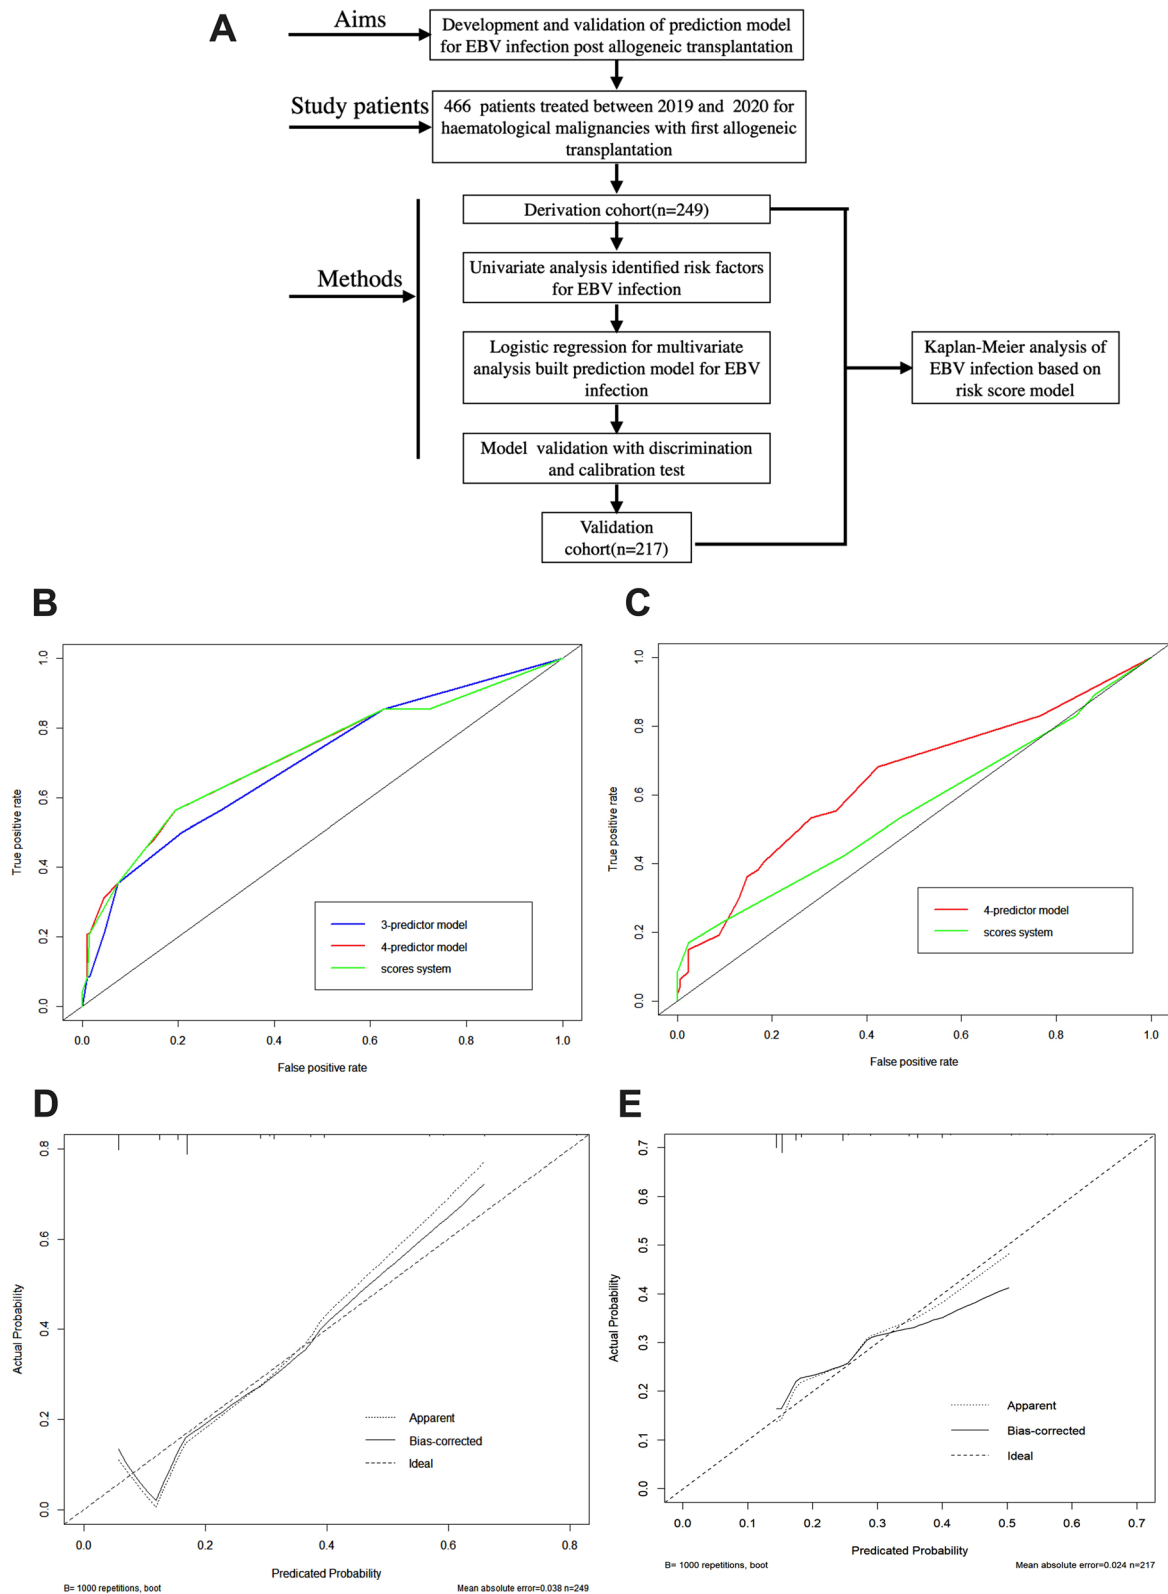 A
Aims
Development and validation of prediction model
for EBV infection post allogeneic transplantation
Study patients
466 patients treated between 2019 and 2020 for
haematological malignancies with first allogeneic
transplantation
Derivation cohort(n=249)
Methods
Univariate analysis identified risk factors
for EBV infection
Logistic regression for multivariate
analysis built prediction model for EBV
infection
Kaplan-Meier analysis of
EBV infection based on
risk score model
Model validation with discrimination
and calibration test
Validation
cohort(n=217)
B
True positive rate
1.0
0.8
0.6
0.4
0.2
0.0
3-predictor model
4-predictor model
scores system
0.0 0.2 0.4 0.6 0.8 1.0
False positive rate
C
True positive rate
1.0
0.8
0.6
0.4
0.2
0.0
4-predictor model
scores system
0.0 0.2 0.4 0.6 0.8 1.0
False positive rate
D
Actual Probability
0.8
0.6
0.4
0.2
0.0
Apparent
Bias-corrected
Ideal
0.0 0.2 0.4 0.6 0.8
Predicated Probability
B= 1000 repetitions, boot
Mean absolute error=0.038 n=249
E
Actual Probability
0.7
0.6
0.5
0.4
0.3
0.2
0.1
0.0
Apparent
Bias-corrected
Ideal
0.0 0.1 0.2 0.3 0.4 0.5 0.6 0.7
Predicated Probability
B= 1000 repetitions, boot
Mean absolute error=0.024 n=217